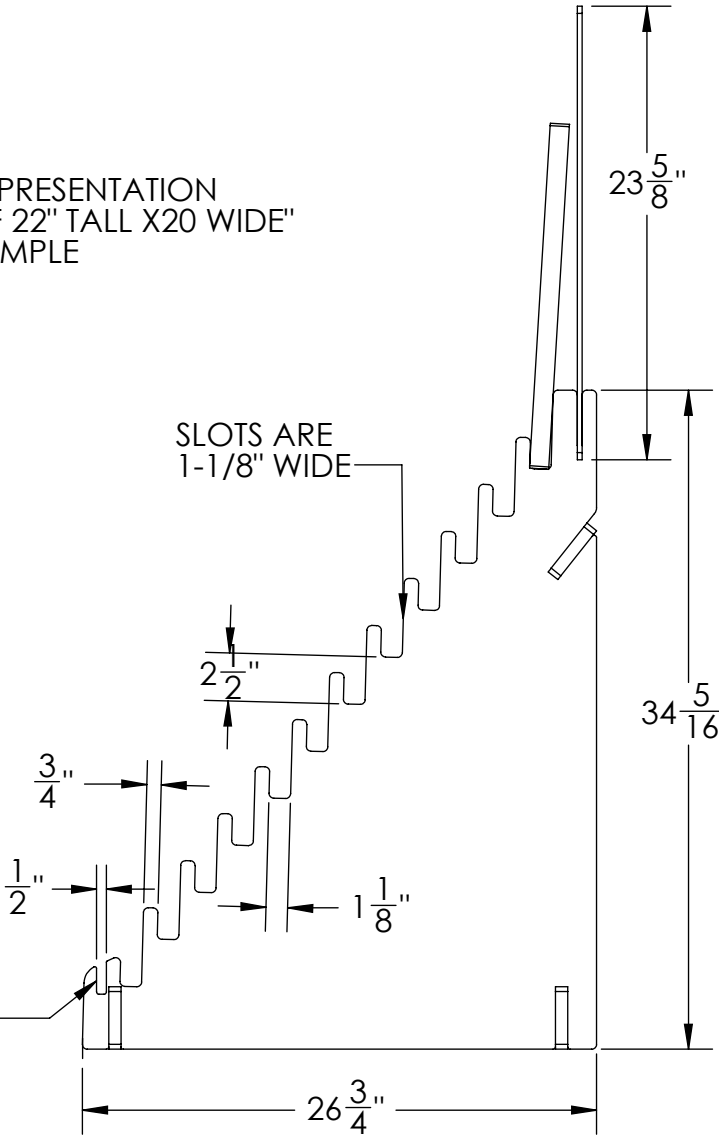 23 5/8"
PRESENTATION
22" TALL X20 WIDE"
MPLE
SLOTS ARE
1-1/8" WIDE
2 1/2"
34 5/16
3/4"
1/2"
1 1/8"
26 3/4"